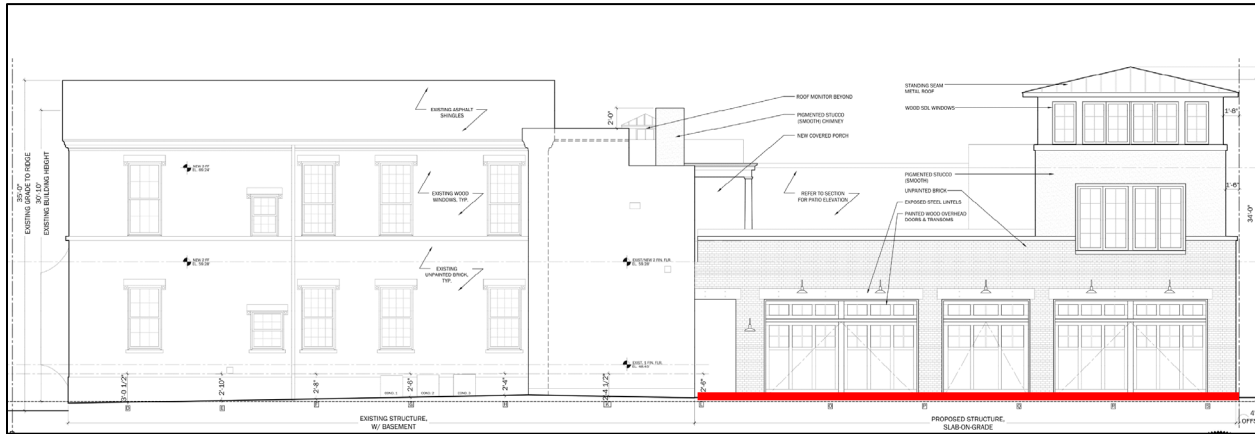 STANDING SEAM
METAL ROOF
ROOF MONITOR BEYOND
WOOD SDL WINDOWS
EXISTING ASPHALT
SHINGLES
2'-0"
PIGMENTED STUCCO
(SMOOTH) CHIMNEY
1'-6"
NEW COVERED PORCH
35'-0"
EXISTING GRADE TO RIDGE
30'-10"
EXISTING BUILDING HEIGHT
PIGMENTED STUCCO
(SMOOTH)
EXISTING WOOD
WINDOWS, TYP.
REFER TO SECTION
FOR PATIO ELEVATION
UNPAINTED BRICK
1'-6"
EXPOSED STEEL LINTELS
PAINTED WOOD OVERHEAD
DOORS & TRANSOMS
34'-0"
EXISTING
UNPAINTED BRICK,
TYP.
3'-0 1/2"
2'-10"
2'-8"
2'-6"
2'-4"
2'-4 1/2"
2'-6"
EXISTING STRUCTURE,
W/ BASEMENT
PROPOSED STRUCTURE,
SLAB-ON-GRADE